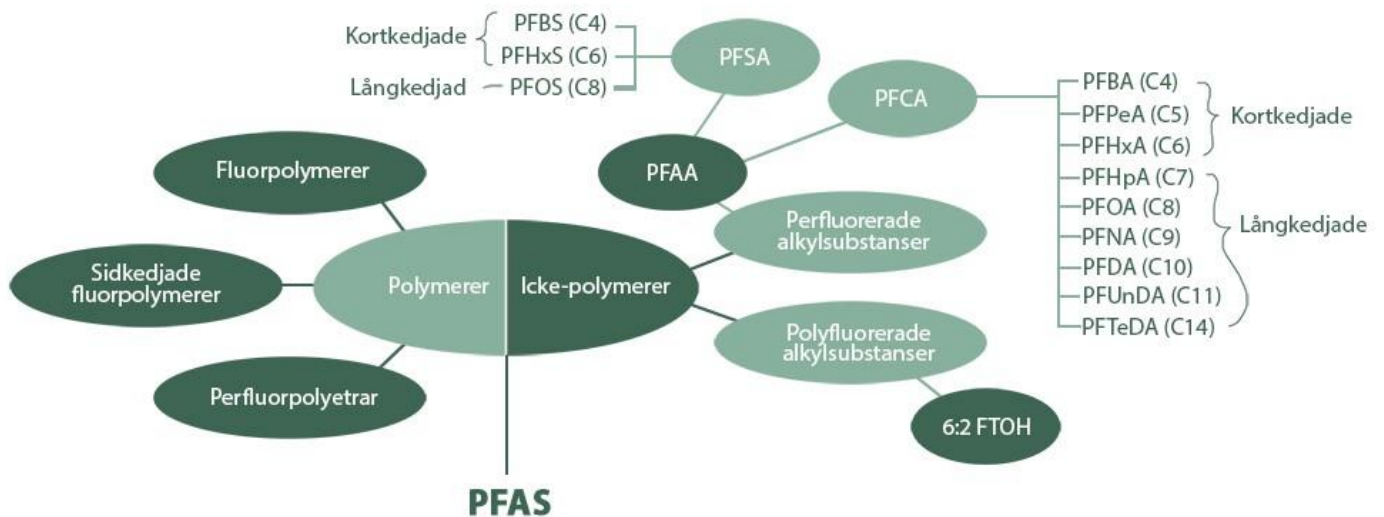 Kortkedjade
PFBS (C4)
PFHxS (C6)
Långkedjad
PFOS (C8)
PFSA
PFCA
PFBA (C4)
PFPeA (C5)
PFHxA (C6)
Kortkedjade
PFHpA (C7)
PFOA (C8)
PFNA (C9)
PFDA (C10)
PFUnDA (C11)
PFTeDA (C14)
Långkedjade
PFAA
Fluorpolymerer
Perfluorerade
alkylsubstanser
Sidkedjade
fluorpolymerer
Polymerer
Icke-polymerer
Polyfluorerade
alkylsubstanser
Perfluorpolyetrar
6:2 FTOH
PFAS